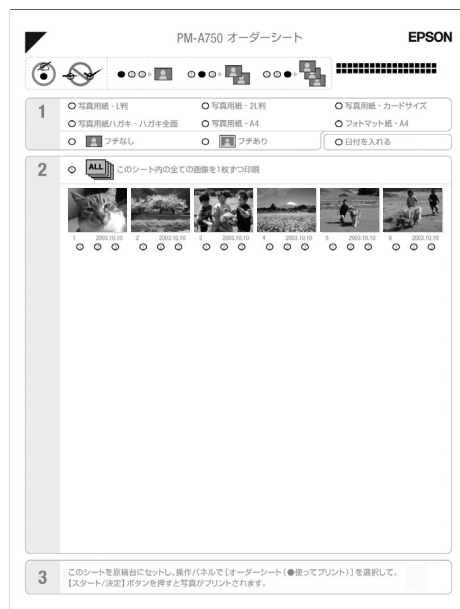 PM-A750 オーダーシート
EPSON
1
写真用紙・L判
写真用紙・2L判
写真用紙・カードサイズ
写真用紙ハガキ・ハガキ全面
写真用紙・A4
フォトマット紙・A4
フチなし
フチあり
日付を入れる
2
ALL このシート内の全ての画像を1枚ずつ印刷
1 2003.10.10 2 2003.10.10 3 2003.10.10 4 2003.10.10 5 2003.10.10 6 2003.10.10
3
このシートを原稿台にセットし、操作パネルで[オーダーシート(●使ってプリント)]を選択して、
【スタート/決定】ボタンを押すと写真がプリントされます。